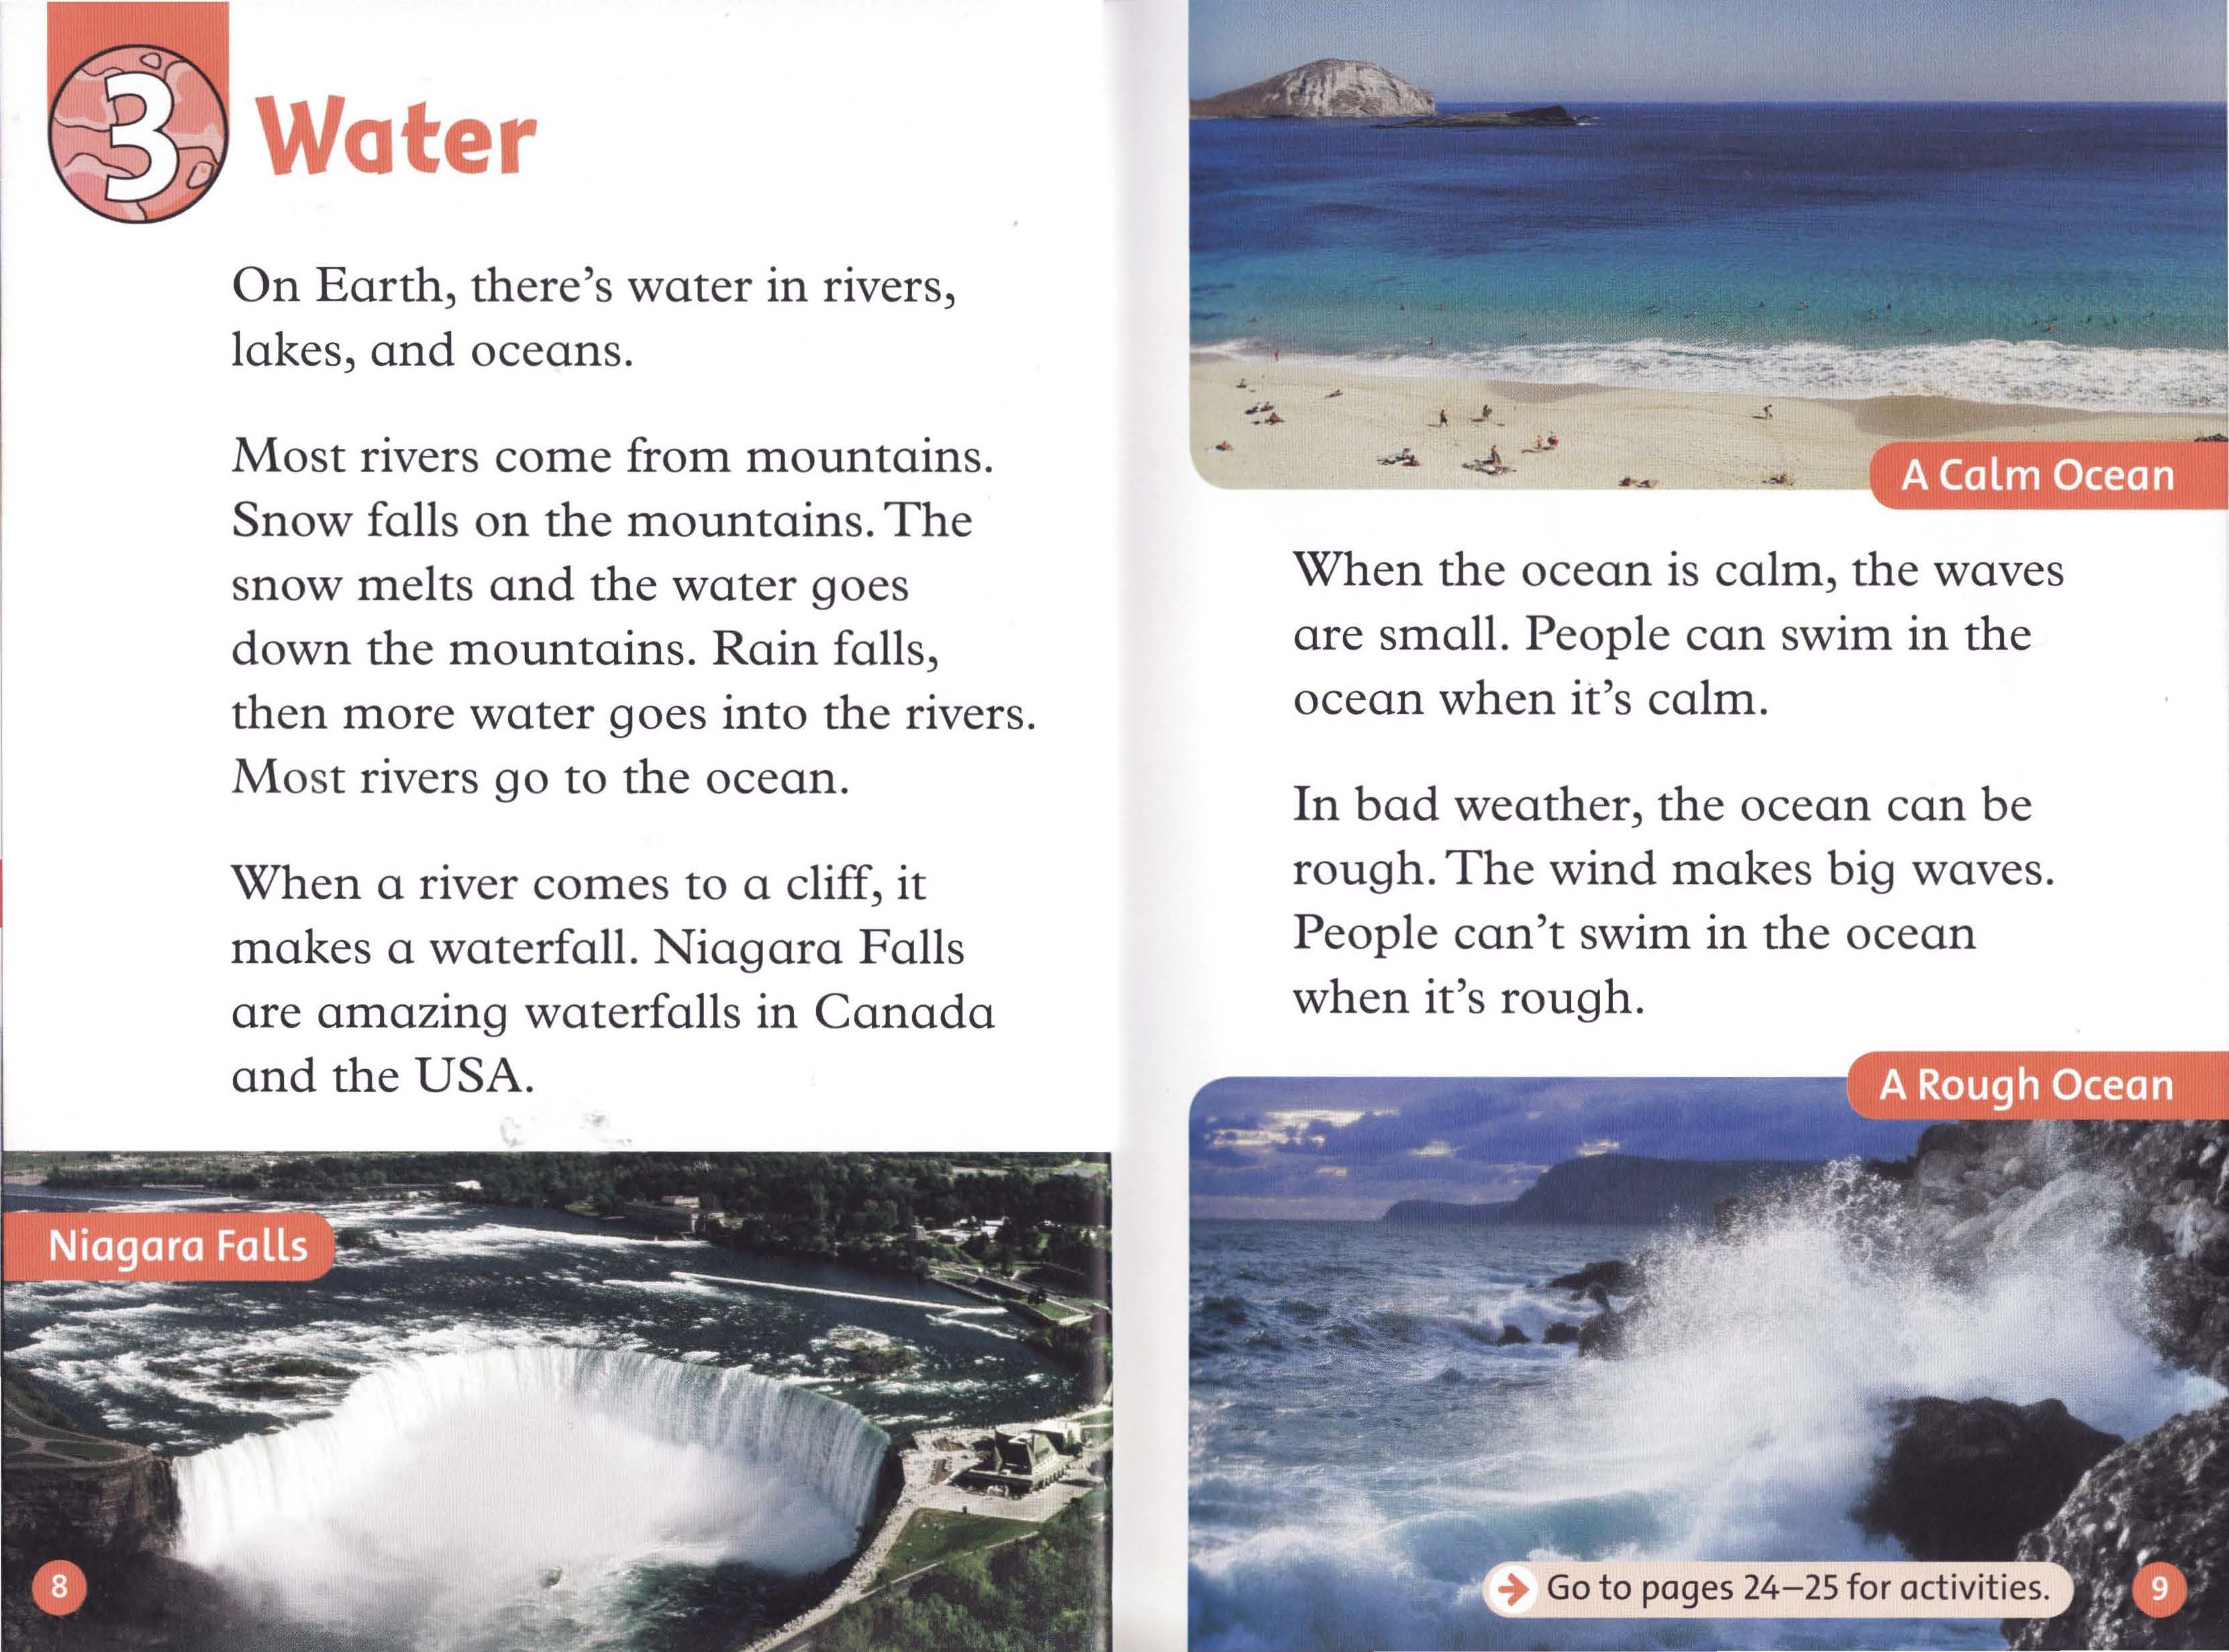 3
Water
On Earth, there's water in rivers,
lakes, and oceans.
Most rivers come from mountains.
Snow falls on the mountains. The
snow melts and the water goes
down the mountains. Rain falls,
then more water goes into the rivers.
Most rivers go to the ocean.
When a river comes to a cliff, it
makes a waterfall. Niagara Falls
are amazing waterfalls in Canada
and the USA.
Niagara Falls
8
A Calm Ocean
When the ocean is calm, the waves
are small. People can swim in the
ocean when it's calm.
In bad weather, the ocean can be
rough. The wind makes big waves.
People can't swim in the ocean
when it's rough.
A Rough Ocean
Go to pages 24–25 for activities.
9